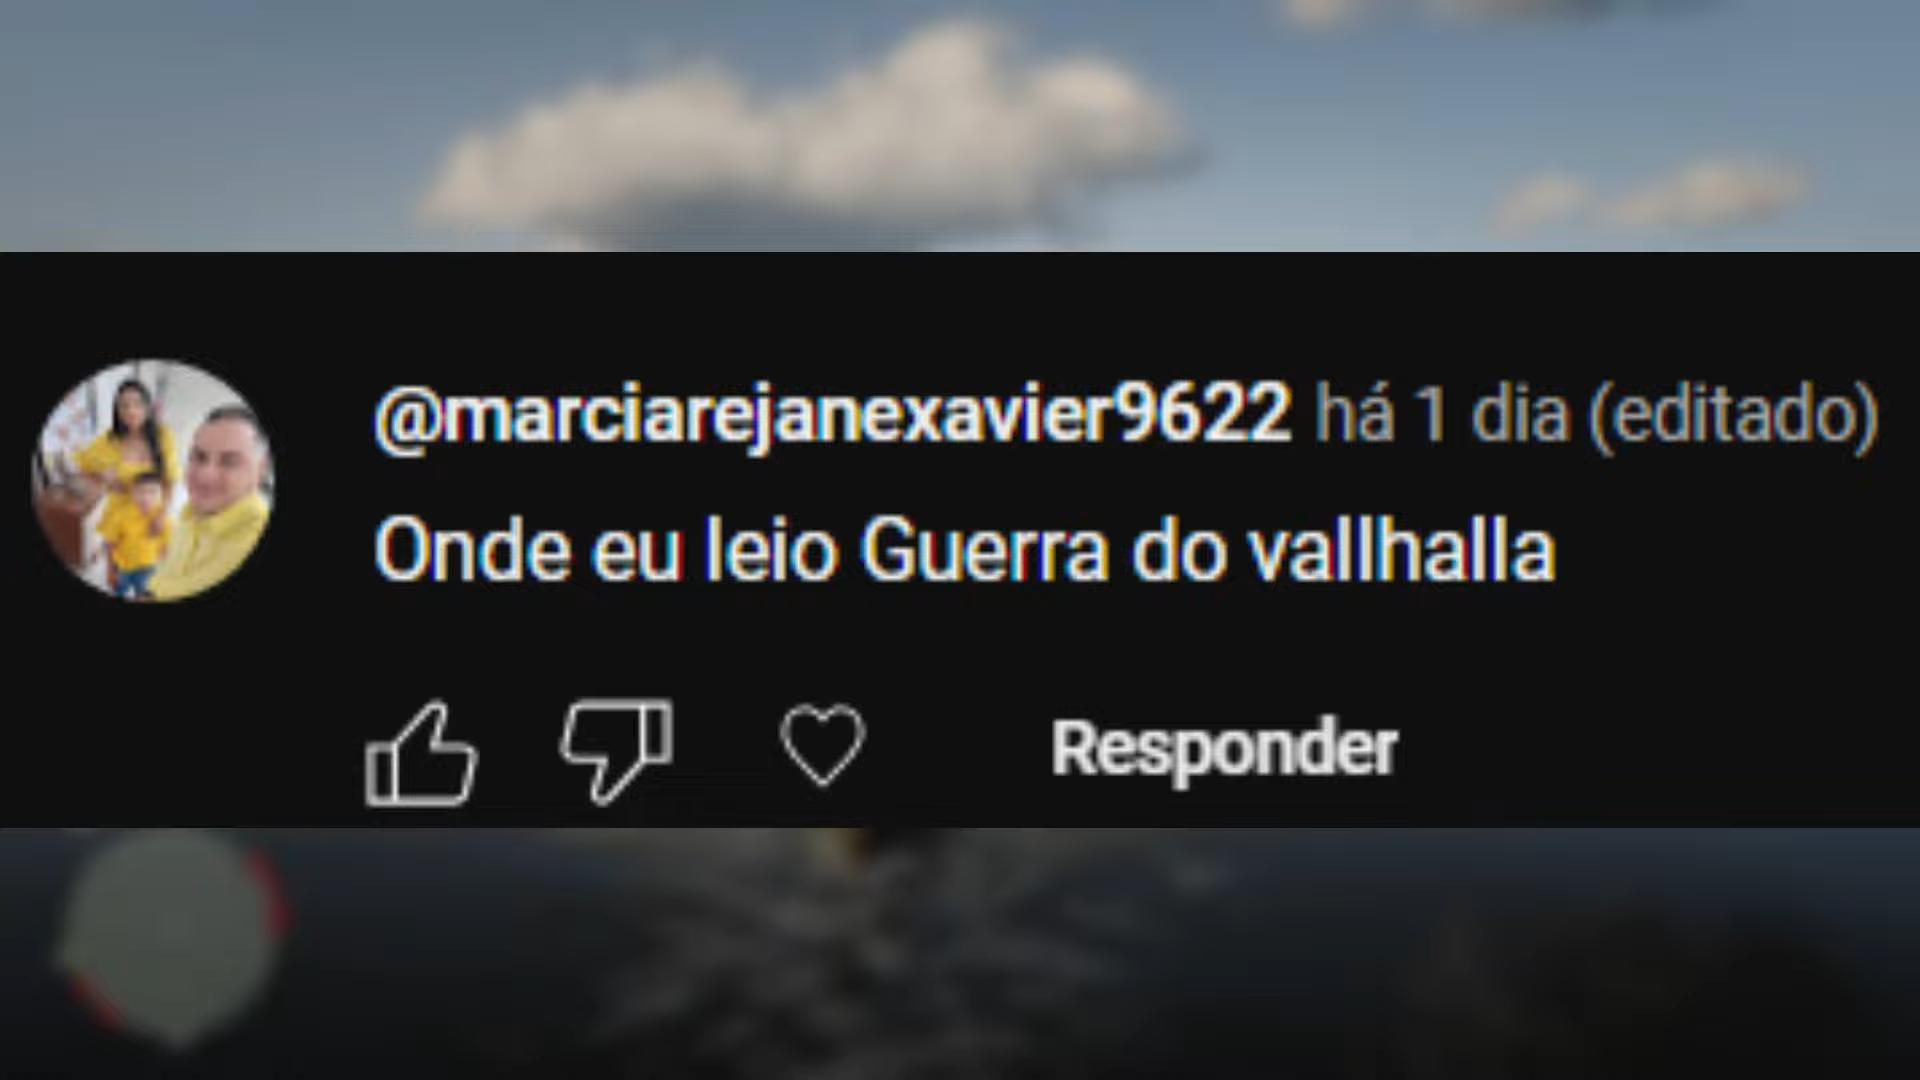 @marciarejanexavier9622 há 1 dia (editado)
Onde eu leio Guerra do vallhalla
Responder